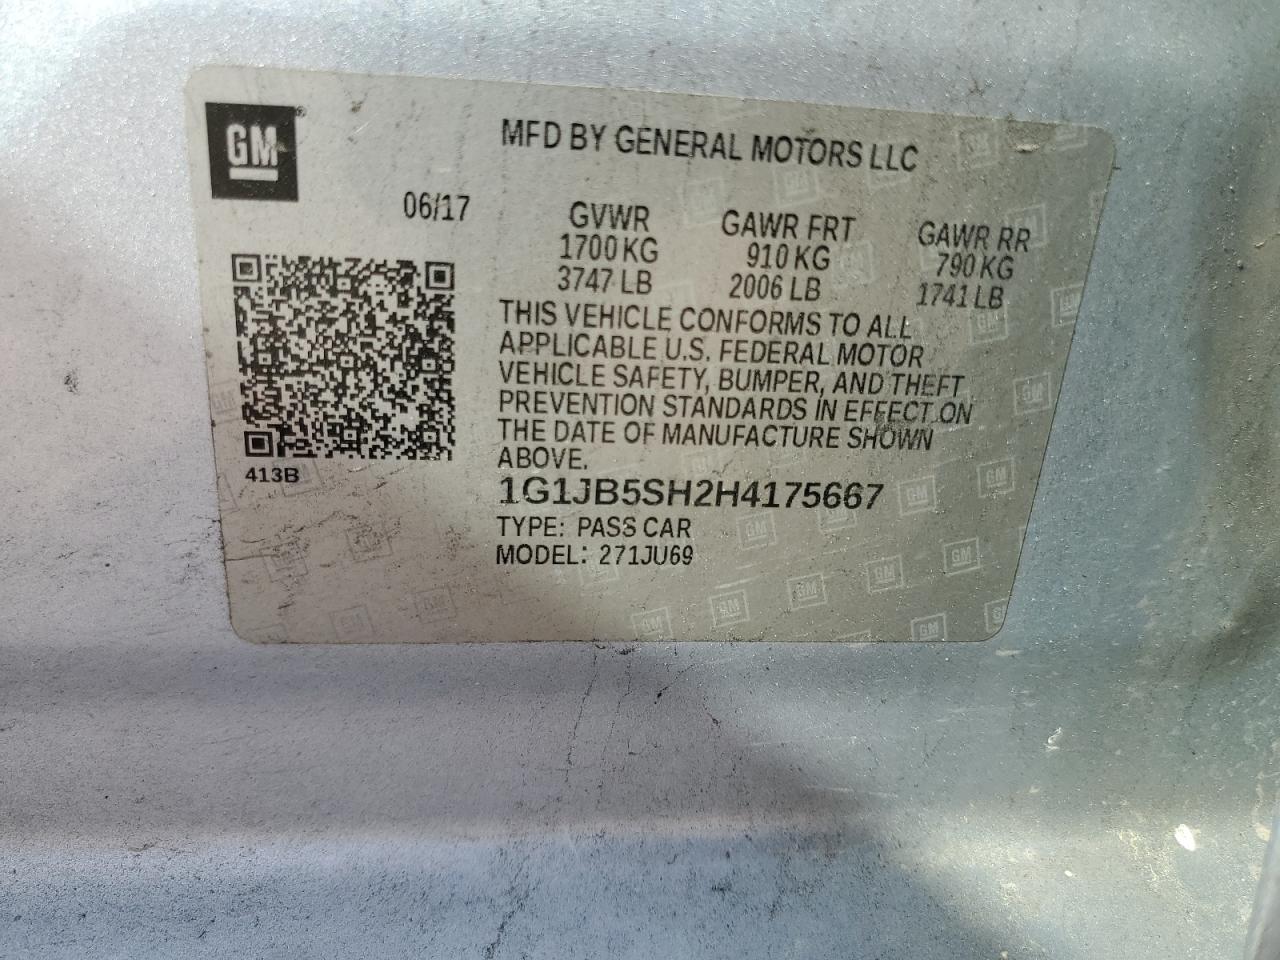 GM
MFD BY GENERAL MOTORS LLC
06/17
GVWR GAWR FRT GAWR RR
1700 KG 910 KG 790 KG
3747 LB 2006 LB 1741 LB
THIS VEHICLE CONFORMS TO ALL
APPLICABLE U.S. FEDERAL MOTOR
VEHICLE SAFETY, BUMPER, AND THEFT
PREVENTION STANDARDS IN EFFECT ON
THE DATE OF MANUFACTURE SHOWN
ABOVE.
413B
1G1JB5SH2H4175667
TYPE: PASS CAR
MODEL: 271JU69